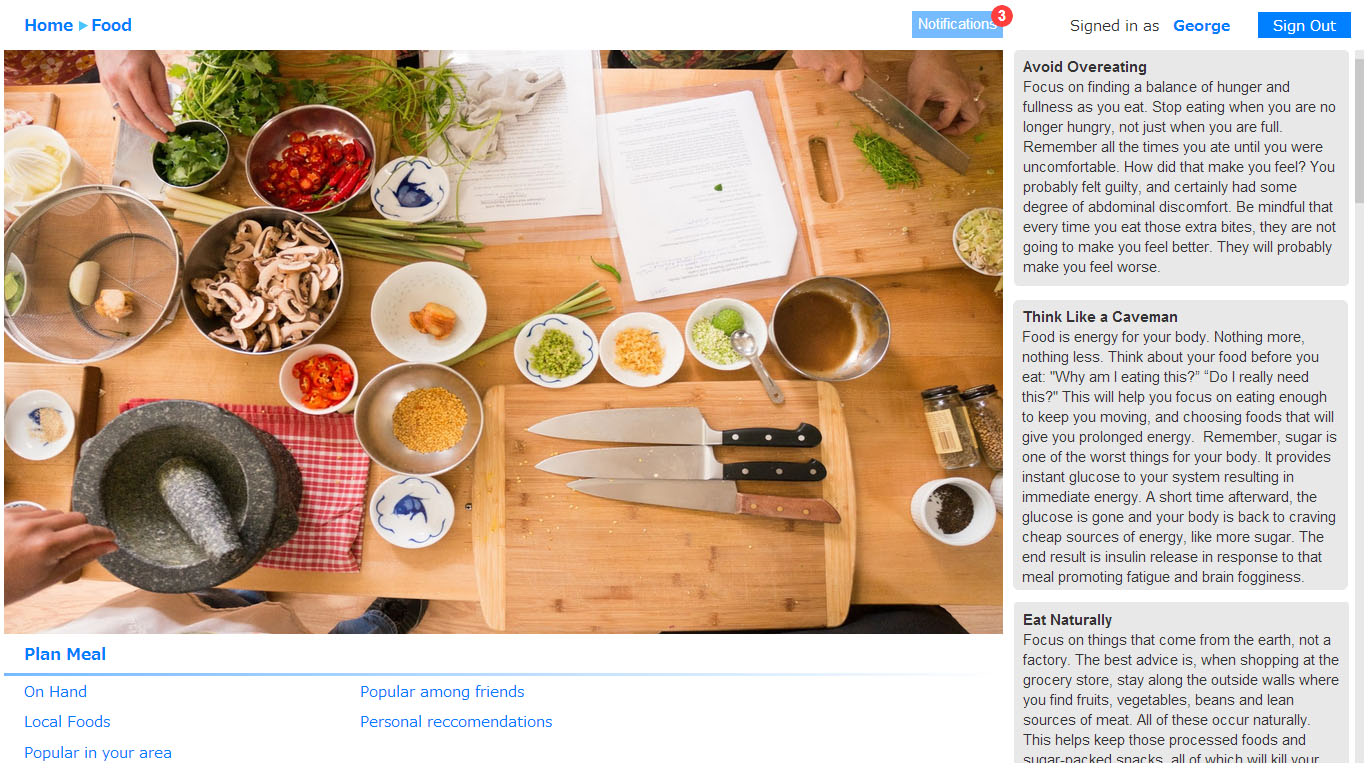 Home Food Notifications 3 Signed in as George Sign Out
Avoid Overeating
Focus on finding a balance of hunger and
fullness as you eat. Stop eating when you are no
longer hungry, not just when you are full.
Remember all the times you ate until you were
uncomfortable. How did that make you feel? You
probably felt guilty, and certainly had some
degree of abdominal discomfort. Be mindful that
every time you eat those extra bites, they are not
going to make you feel better. They will probably
make you feel worse.
Think Like a Caveman
Food is energy for your body. Nothing more,
nothing less. Think about your food before you
eat: "Why am I eating this?” “Do I really need
this?" This will help you focus on eating enough
to keep you moving, and choosing foods that will
give you prolonged energy.  Remember, sugar is
one of the worst things for your body. It provides
instant glucose to your system resulting in
immediate energy. A short time afterward, the
glucose is gone and your body is back to craving
cheap sources of energy, like more sugar. The
end result is insulin release in response to that
meal promoting fatigue and brain fogginess.
Eat Naturally
Focus on things that come from the earth, not a
factory. The best advice is, when shopping at the
grocery store, stay along the outside walls where
you find fruits, vegetables, beans and lean
sources of meat. All of these occur naturally.
This helps keep those processed foods and
sugar-packed snacks, all of which will kill your
Plan Meal
On Hand
Local Foods
Popular in your area
Popular among friends
Personal reccomendations